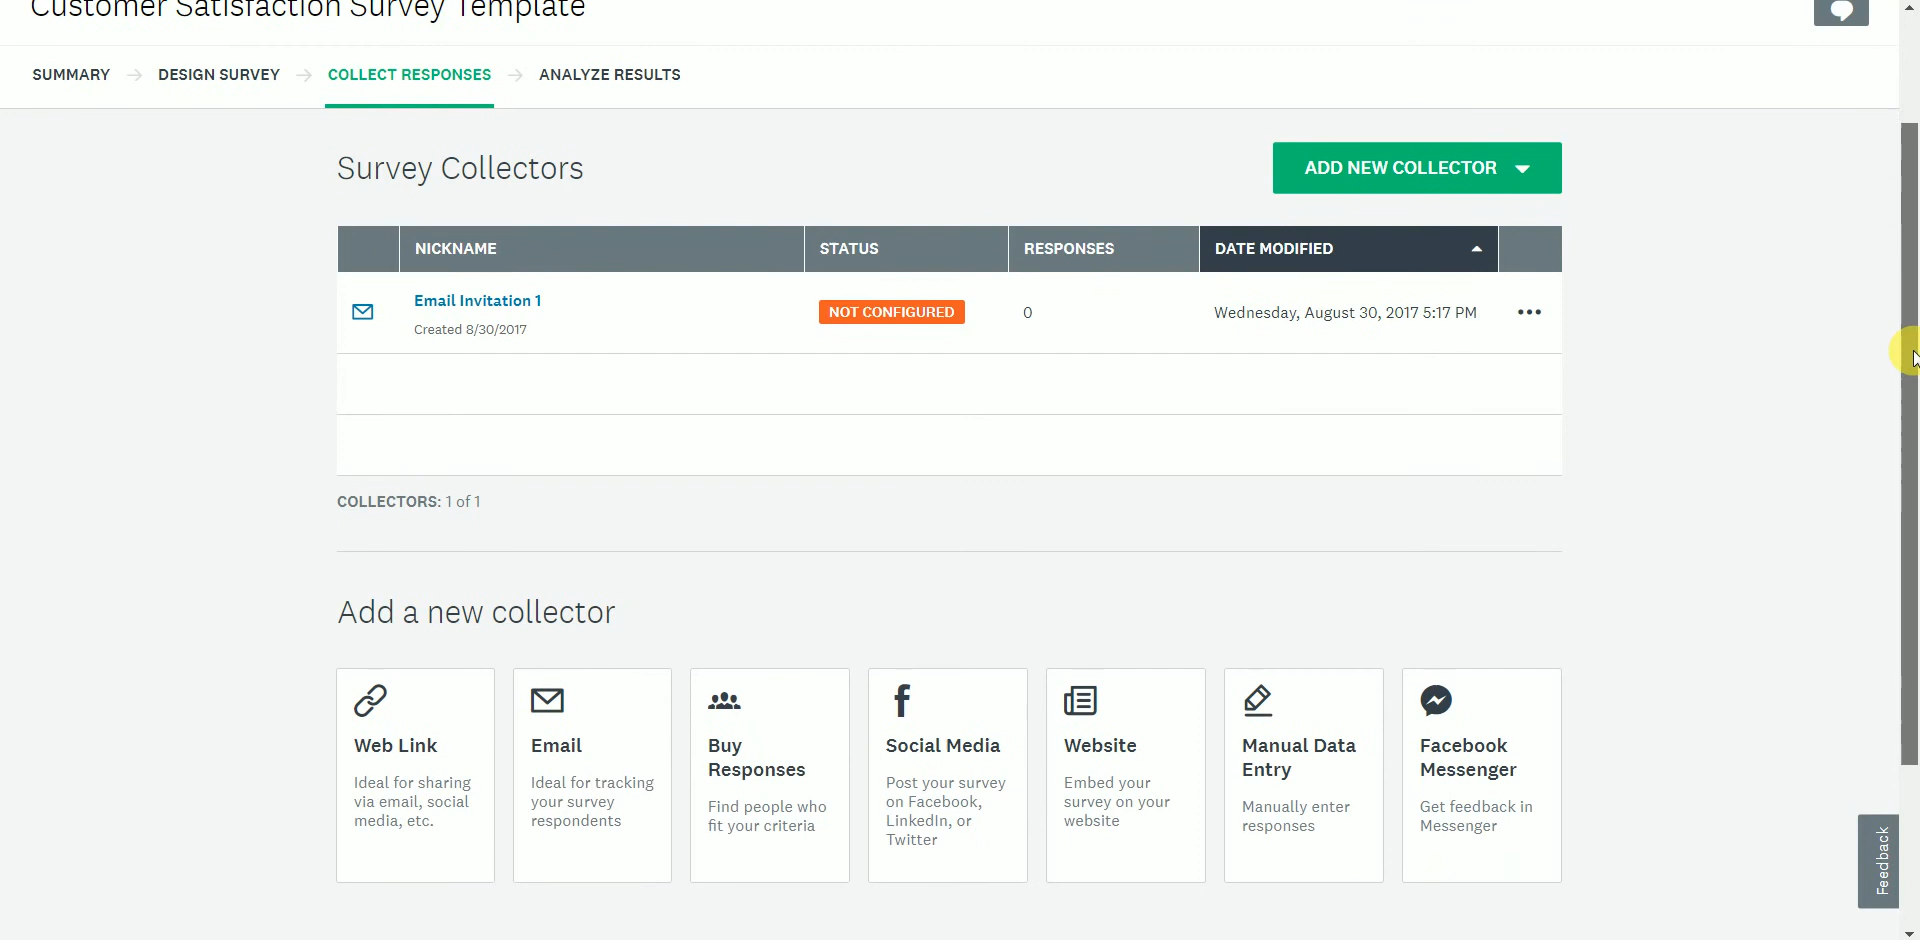 Customer Satisfaction Survey Template
SUMMARY
DESIGN SURVEY
COLLECT RESPONSES
ANALYZE RESULTS
Survey Collectors
ADD NEW COLLECTOR
NICKNAME
STATUS
RESPONSES
DATE MODIFIED
Email Invitation 1
Created 8/30/2017
NOT CONFIGURED
0
Wednesday, August 30, 2017 5:17 PM
COLLECTORS: 1 of 1
Add a new collector
Web Link
Ideal for sharing
via email, social
media, etc.
Email
Ideal for tracking
your survey
respondents
Buy
Responses
Find people who
fit your criteria
Social Media
Post your survey
on Facebook,
LinkedIn, or
Twitter
Website
Embed your
survey on your
website
Manual Data
Entry
Manually enter
responses
Facebook
Messenger
Get feedback in
Messenger
Feedback